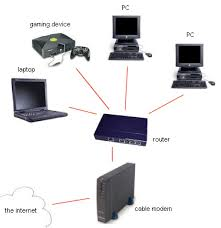 gaming device
PC
PC
laptop
router
the internet
cable modem